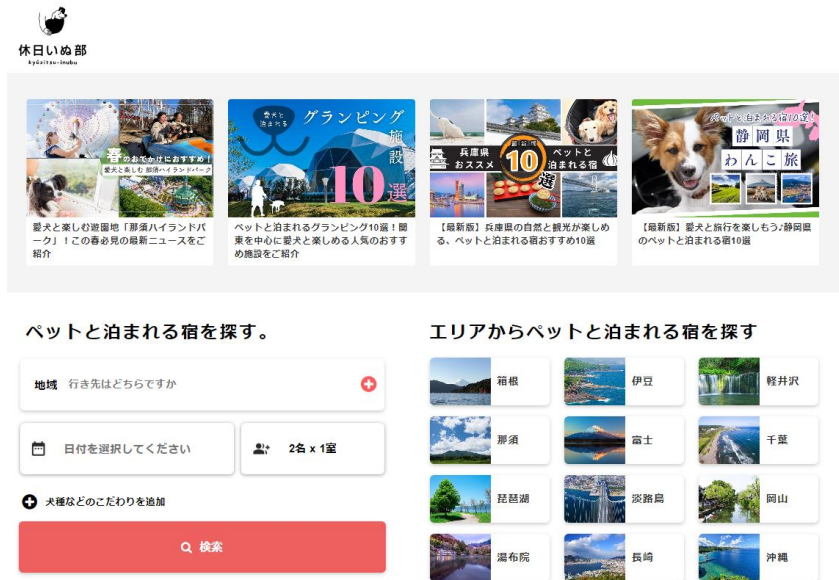 休日いぬ部
kyūzitsu-inubu
春のおでかけにおすすめ！
愛犬と楽しむ 那須ハイランドパーク
愛犬と楽しむ遊園地「那須ハイランドパ
ーク」！この春必見の最新ニュースをご
紹介
愛犬と
泊まれる
グランピング
施設
10選
ペットと泊まれるグランピング10選！関
東を中心に愛犬と楽しめる人気のおすす
め施設をご紹介
兵庫県
おススメ
厳選
10
選
ペットと
泊まれる宿
【最新版】兵庫県の自然と観光が楽しめ
る、ペットと泊まれる宿おすすめ10選
ペットと泊まれる宿10選！
静岡県
わんこ旅
【最新版】愛犬と旅行を楽しもう♪静岡県
のペットと泊まれる宿10選
ペットと泊まれる宿を探す。
地域 行き先はどちらですか
日付を選択してください
2名 x 1室
犬種などのこだわりを追加
検索
エリアからペットと泊まれる宿を探す
箱根
伊豆
軽井沢
那須
富士
千葉
琵琶湖
淡路島
岡山
湯布院
長崎
沖縄